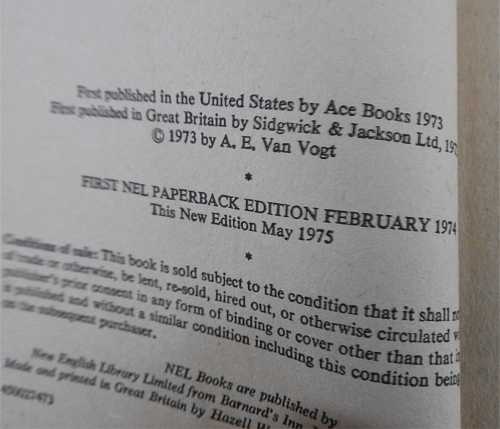 First published in the United States by Ace Books 1973
First published in Great Britain by Sidgwick & Jackson Ltd, 197
© 1973 by A. E. Van Vogt
*
FIRST NEL PAPERBACK EDITION FEBRUARY 1974
This New Edition May 1975
*
Conditions of sale: This book is sold subject to the condition that it shall no
of trade or otherwise, be lent, re-sold, hired out, or otherwise circulated w
publisher's prior consent in any form of binding or cover other than that in
is published and without a similar condition including this condition being
on the subsequent purchaser.
NEL Books are published by
New English Library Limited from Barnard's Inn,
Made and printed in Great Britain by Hazell